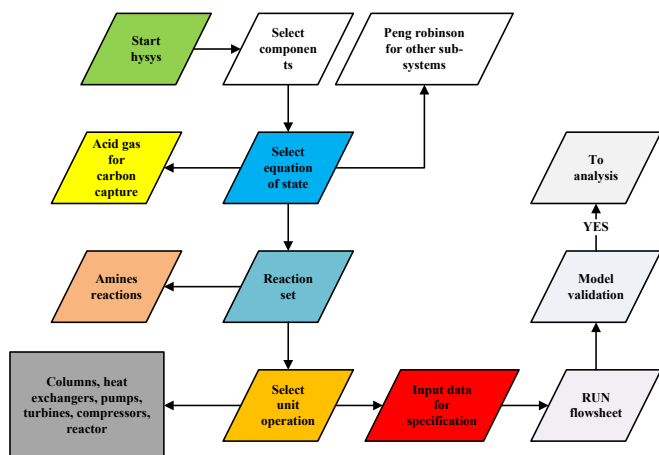 Start
hysys
Select
compone
nts
Peng robinson
for other sub-
systems
Acid gas
for
carbon
capture
Select
equation
of state
To
analysis
YES
Amines
reactions
Reaction
set
Model
validation
Columns, heat
exchangers, pumps,
turbines, compressors,
reactor
Select
unit
operation
Input data
for
specification
RUN
flowsheet